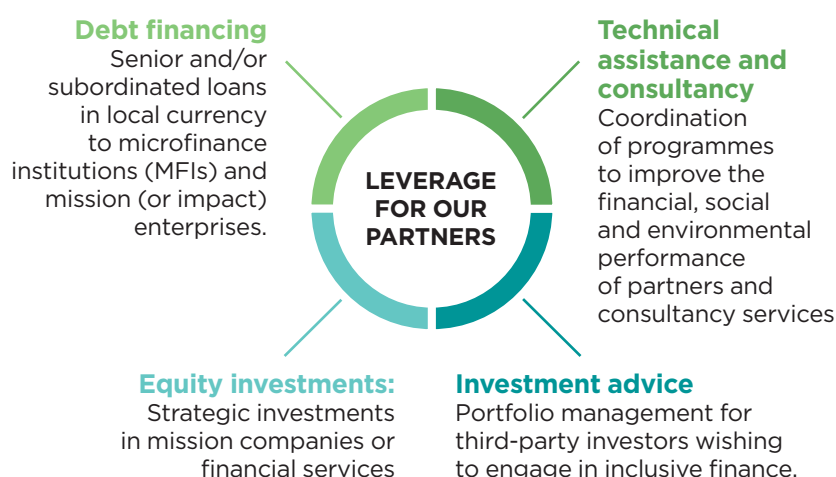 Debt financing
Senior and/or
subordinated loans
in local currency
to microfinance
institutions (MFIs) and
mission (or impact)
enterprises.
Technical
assistance and
consultancy
Coordination
of programmes
to improve the
financial, social
and environmental
performance
of partners and
consultancy services
LEVERAGE
FOR OUR
PARTNERS
Equity investments:
Strategic investments
in mission companies or
financial services
Investment advice
Portfolio management for
third-party investors wishing
to engage in inclusive finance.